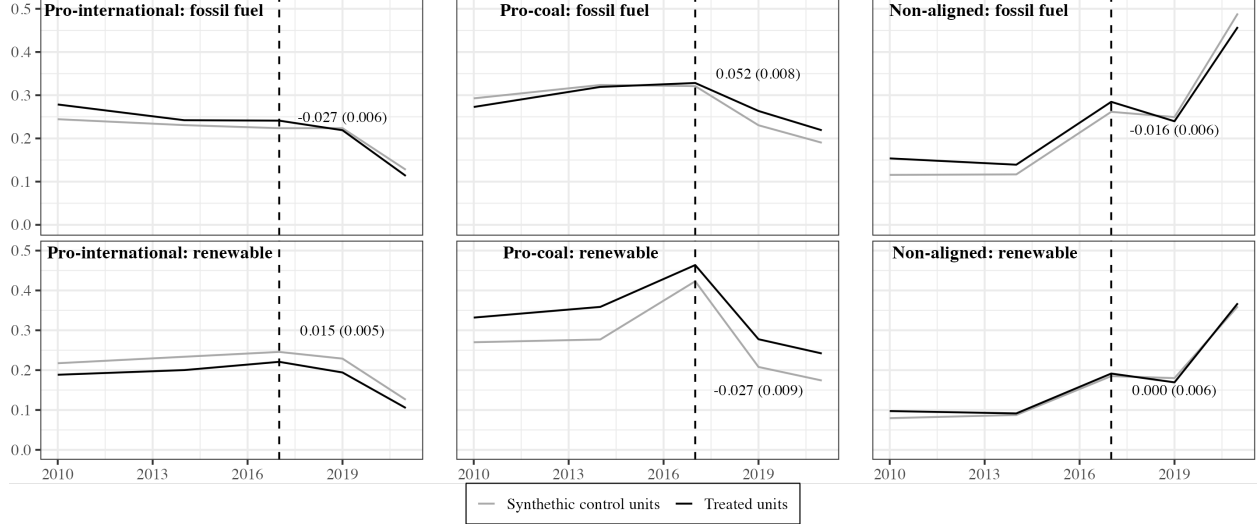 Pro-international: fossil fuel
Pro-coal: fossil fuel
Non-aligned: fossil fuel
0.5
0.4
0.3
0.2
0.1
0.0
-0.027 (0.006)
0.052 (0.008)
-0.016 (0.006)
Pro-international: renewable
Pro-coal: renewable
Non-aligned: renewable
0.5
0.4
0.3
0.2
0.1
0.0
0.015 (0.005)
-0.027 (0.009)
0.000 (0.006)
2010 2013 2016 2019
2010 2013 2016 2019
2010 2013 2016 2019
Synthethic control units
Treated units